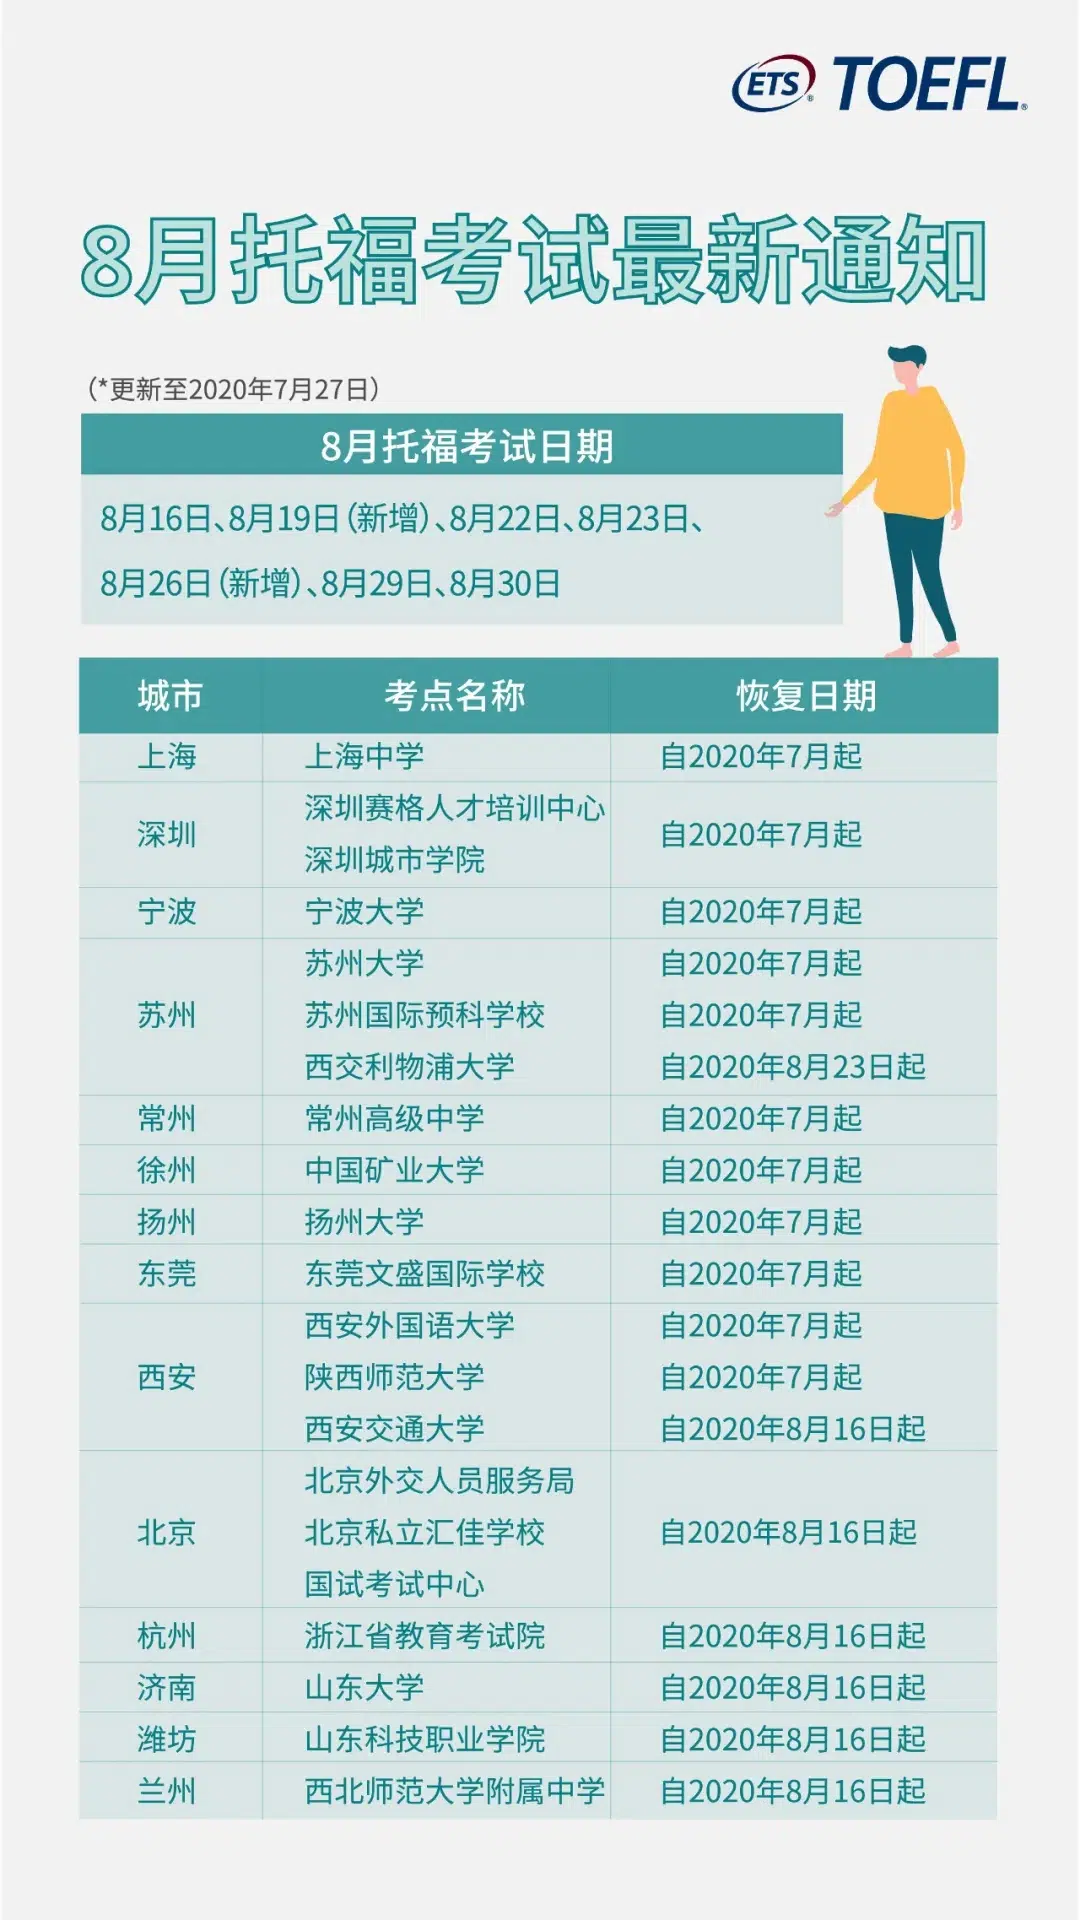 ETS® TOEFL®
8月托福考试最新通知
(*更新至2020年7月27日)
8月托福考试日期
8月16日、8月19日(新增)、8月22日、8月23日、
8月26日(新增)、8月29日、8月30日
城市 考点名称 恢复日期
上海 上海中学 自2020年7月起
深圳赛格人才培训中心
深圳 自2020年7月起
深圳城市学院
宁波 宁波大学 自2020年7月起
苏州大学 自2020年7月起
苏州 苏州国际预科学校 自2020年7月起
西交利物浦大学 自2020年8月23日起
常州 常州高级中学 自2020年7月起
徐州 中国矿业大学 自2020年7月起
扬州 扬州大学 自2020年7月起
东莞 东莞文盛国际学校 自2020年7月起
西安外国语大学 自2020年7月起
西安 陕西师范大学 自2020年7月起
西安交通大学 自2020年8月16日起
北京外交人员服务局
北京 北京私立汇佳学校 自2020年8月16日起
国试考试中心
杭州 浙江省教育考试院 自2020年8月16日起
济南 山东大学 自2020年8月16日起
潍坊 山东科技职业学院 自2020年8月16日起
兰州 西北师范大学附属中学 自2020年8月16日起